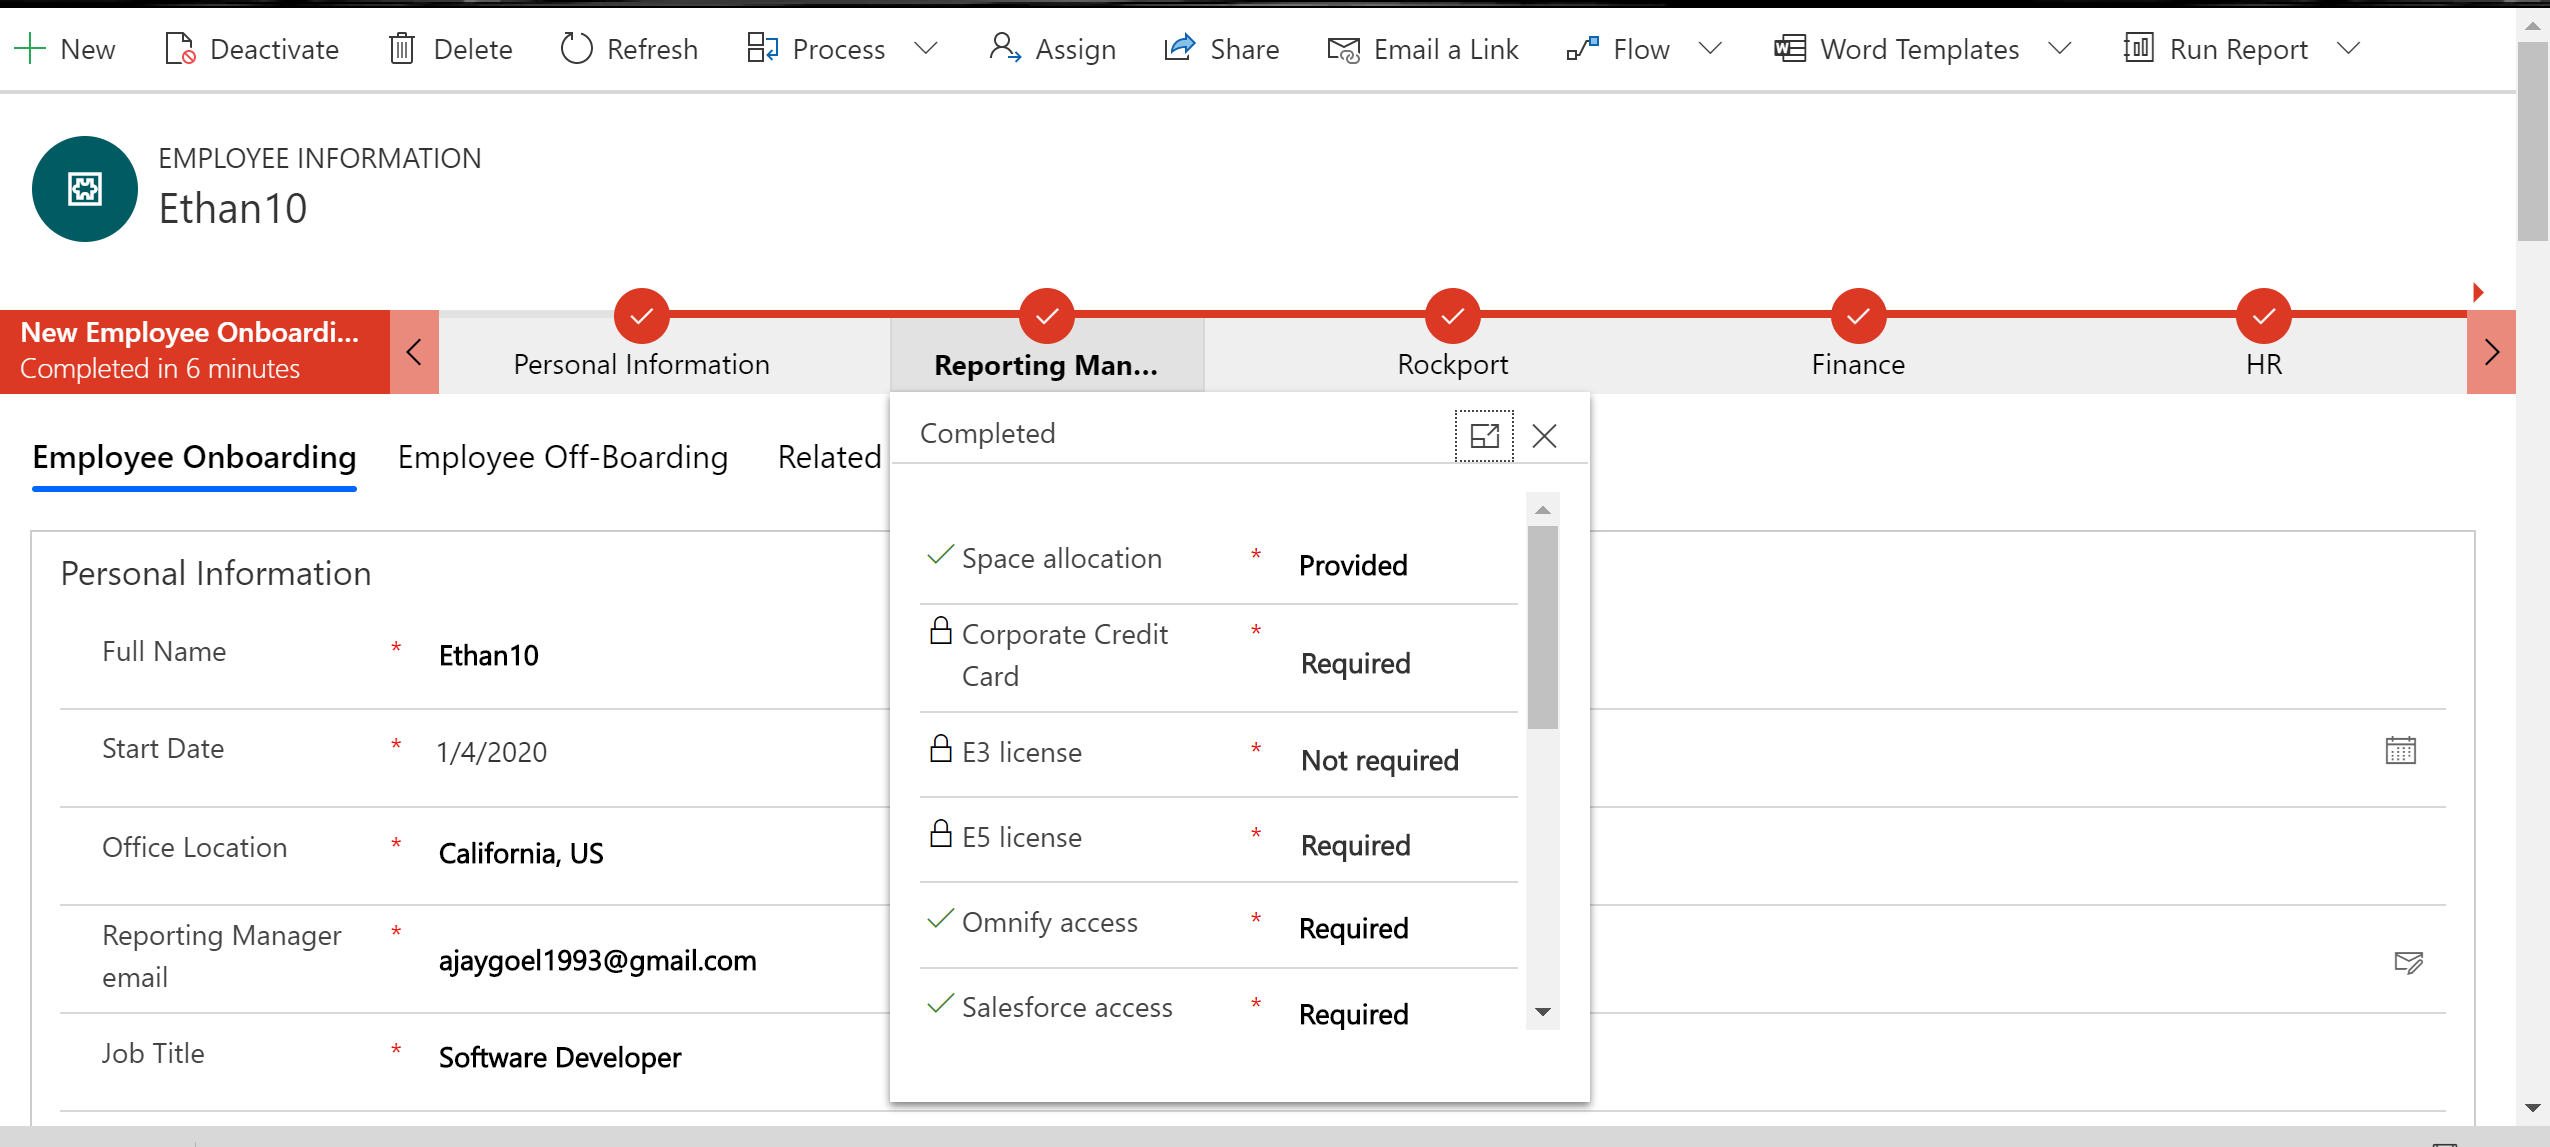 New Deactivate Delete Refresh Process Assign Share Email a Link Flow Word Templates Run Report
EMPLOYEE INFORMATION
Ethan10
New Employee Onboardi...
Completed in 6 minutes
Personal Information
Reporting Man...
Rockport
Finance
HR
Employee Onboarding Employee Off-Boarding Related
Personal Information
Full Name * Ethan10
Start Date * 1/4/2020
Office Location * California, US
Reporting Manager
email * ajaygoel1993@gmail.com
Job Title * Software Developer
Completed
Space allocation * Provided
Corporate Credit
Card * Required
E3 license * Not required
E5 license * Required
Omnify access * Required
Salesforce access * Required